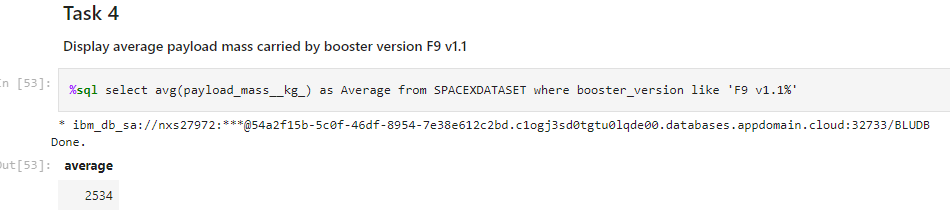 Task 4
Display average payload mass carried by booster version F9 v1.1
In [53]:
%sql select avg(payload_mass__kg_) as Average from SPACEXDATASET where booster_version like 'F9 v1.1%'
* ibm_db_sa://nxs27972:***@54a2f15b-5c0f-46df-8954-7e38e612c2bd.c1ogj3sd0tgtu0lqde00.databases.appdomain.cloud:32733/BLUDB
Done.
Out[53]:
average
2534